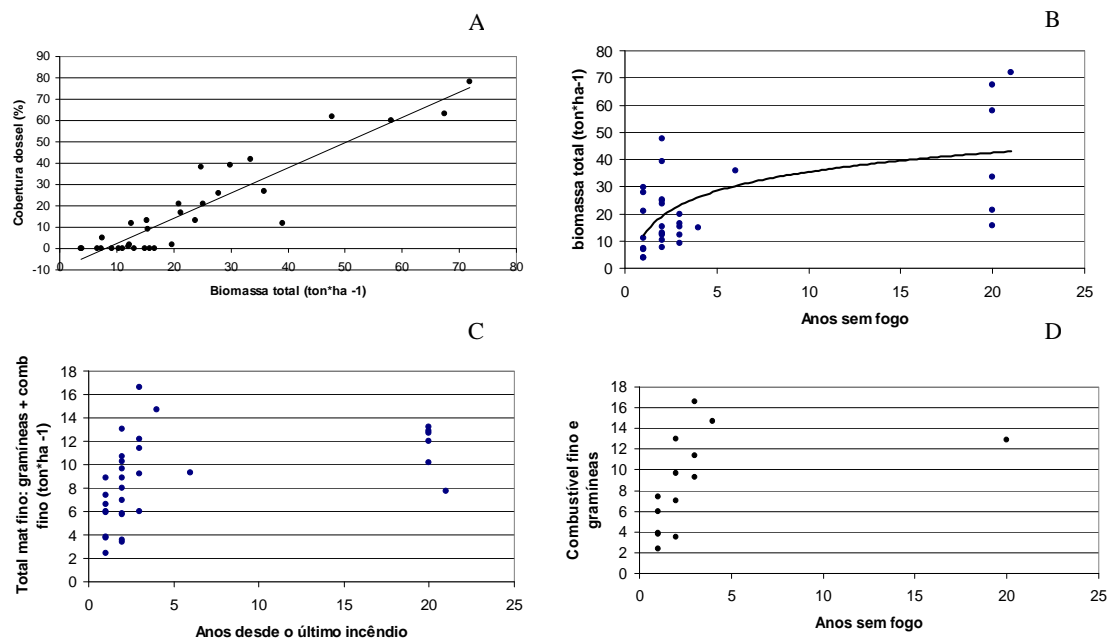 A
Cobertura dossel (%)
90
80
70
60
50
40
30
20
10
0
-10
0 10 20 30 40 50 60 70 80
Biomassa total (ton*ha -1)
B
biomassa total (ton*ha-1)
80
70
60
50
40
30
20
10
0
0 5 10 15 20 25
Anos sem fogo
C
Total mat fino: gramíneas + comb
fino (ton*ha -1)
18
16
14
12
10
8
6
4
2
0
0 5 10 15 20 25
Anos desde o último incêndio
D
Combustível fino e
gramíneas
18
16
14
12
10
8
6
4
2
0
0 5 10 15 20 25
Anos sem fogo